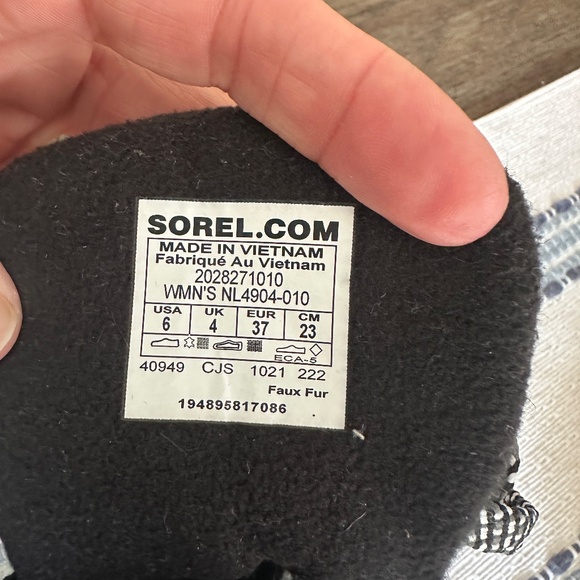 SOREL.COM
MADE IN VIETNAM
Fabriqué Au Vietnam
2028271010
WMN'S NL4904-010
USA UK EUR CM
6 4 37 23
ECA-5
40949 CJS 1021 222
Faux Fur
194895817086